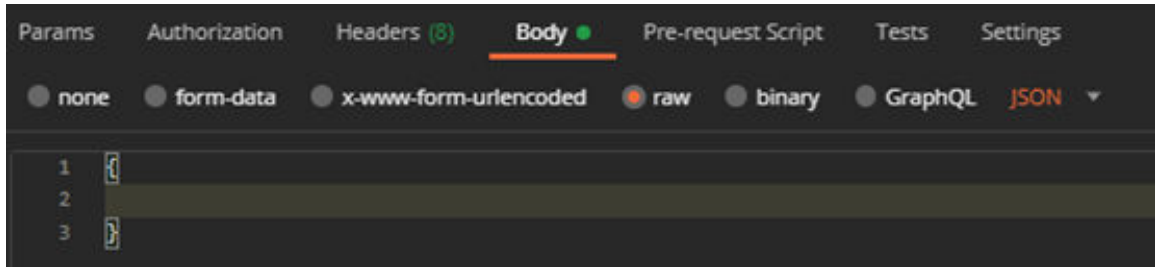 Params Authorization Headers (8) Body Pre-request Script Tests Settings
none form-data x-www-form-urlencoded raw binary GraphQL JSON
1 {
2
3 }